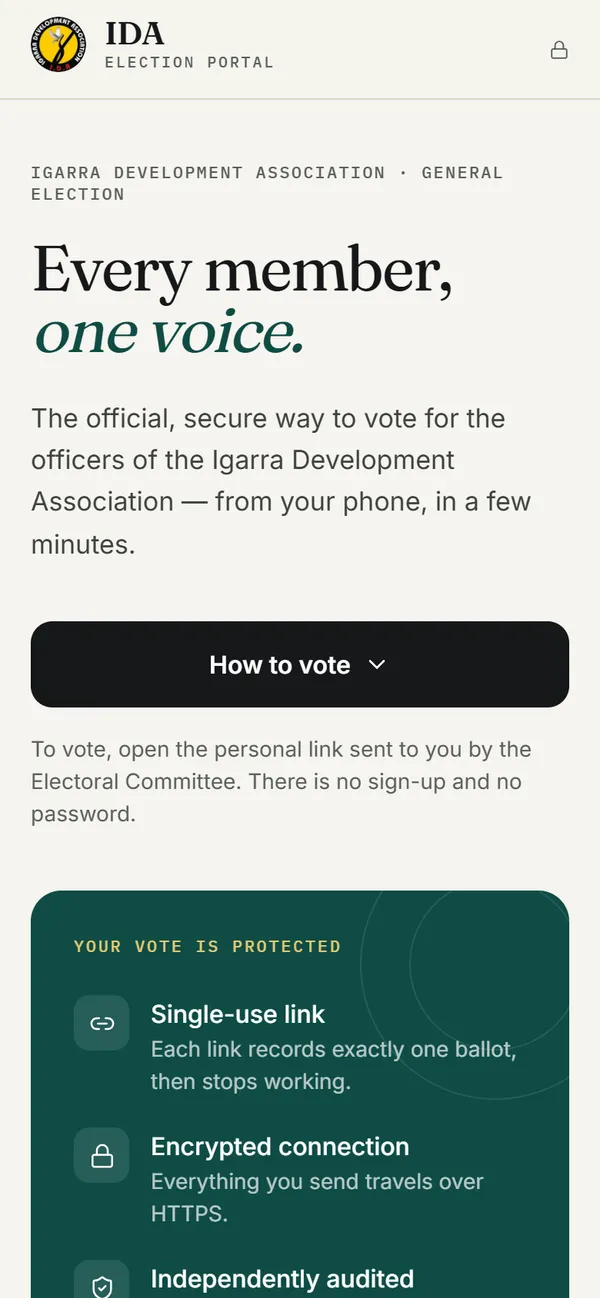 IGARRA DEVELOPMENT ASSOCIATION
I.D.A
IDA
ELECTION PORTAL
IGARRA DEVELOPMENT ASSOCIATION · GENERAL
ELECTION
Every member,
one voice.
The official, secure way to vote for the
officers of the Igarra Development
Association — from your phone, in a few
minutes.
How to vote
To vote, open the personal link sent to you by the
Electoral Committee. There is no sign-up and no
password.
YOUR VOTE IS PROTECTED
Single-use link
Each link records exactly one ballot,
then stops working.
Encrypted connection
Everything you send travels over
HTTPS.
Independently audited